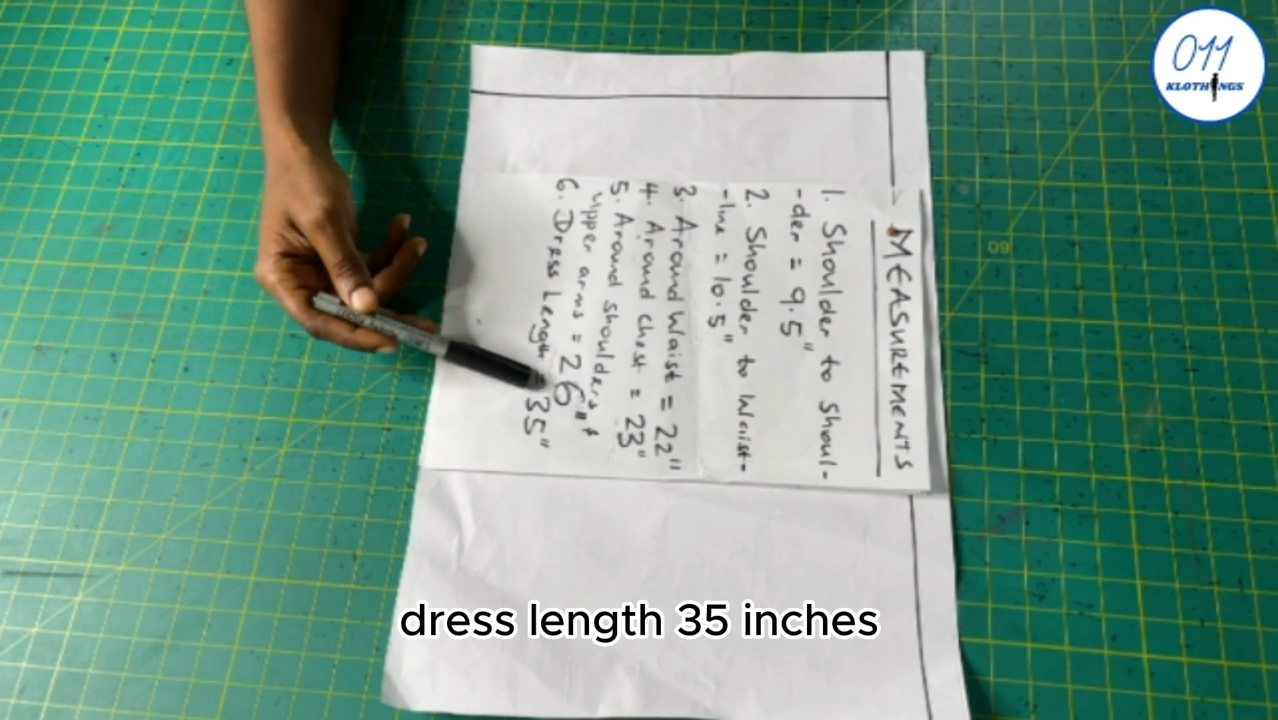 MEASUREMENTS
1. Shoulder to Shoul-
-der = 9.5"
2. Shoulder to Waist-
-line = 10.5"
3. Around Waist = 22"
4. Around chest = 23"
5. Around shoulders &
upper arms = 26"
6. Dress Length 35"
dress length 35 inches
011
KLOTHINGS
60